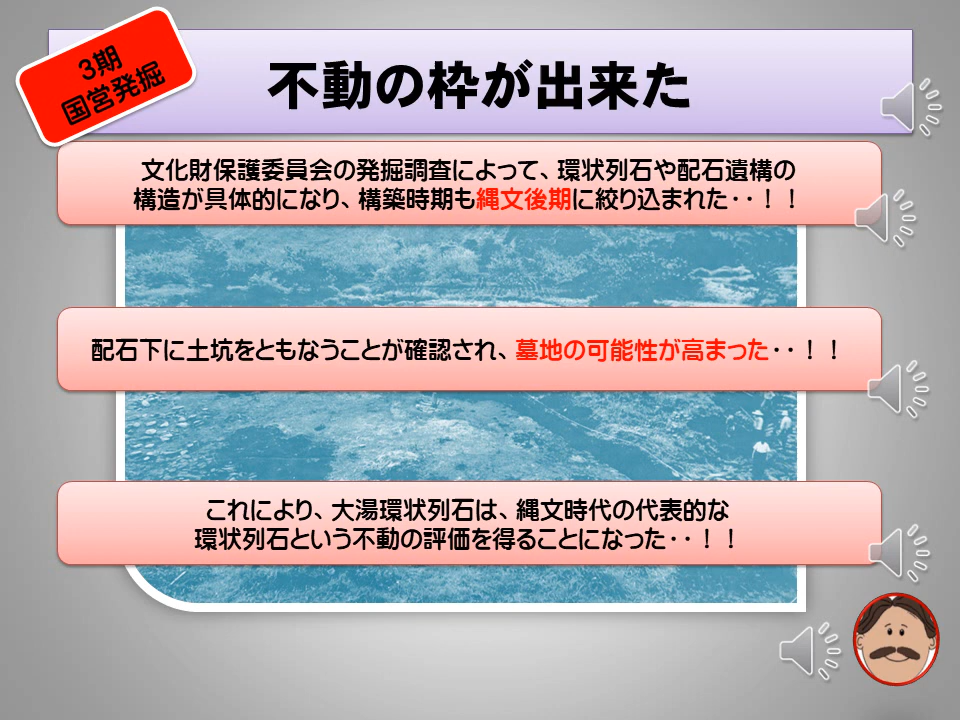 3期
国営発掘
不動の枠が出来た
文化財保護委員会の発掘調査によって、環状列石や配石遺構の
構造が具体的になり、構築時期も縄文後期に絞り込まれた・・！！
配石下に土坑をともなうことが確認され、墓地の可能性が高まった・・！！
これにより、大湯環状列石は、縄文時代の代表的な
環状列石という不動の評価を得ることになった・・！！